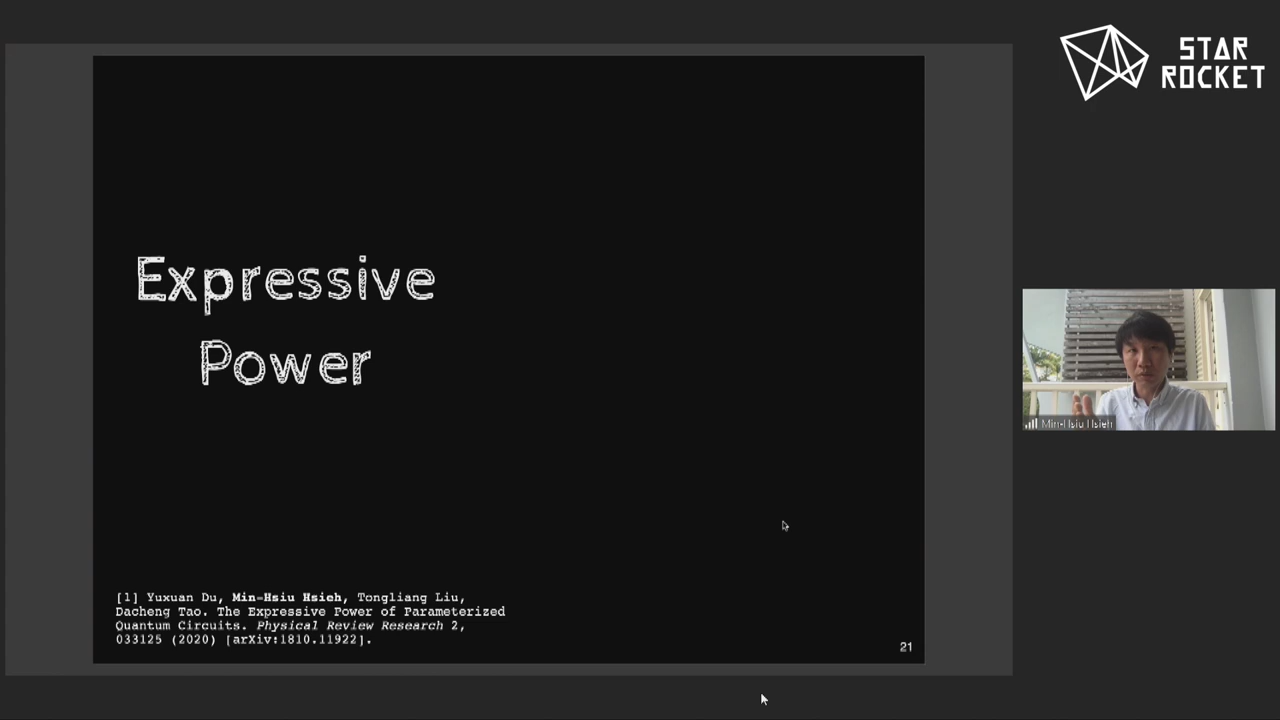 STAR
ROCKET
Expressive
Power
Min-Hsiu Hsieh
[1] Yuxuan Du, Min-Hsiu Hsieh, Tongliang Liu,
Dacheng Tao. The Expressive Power of Parameterized
Quantum Circuits. Physical Review Research 2,
033125 (2020) [arXiv:1810.11922].
21